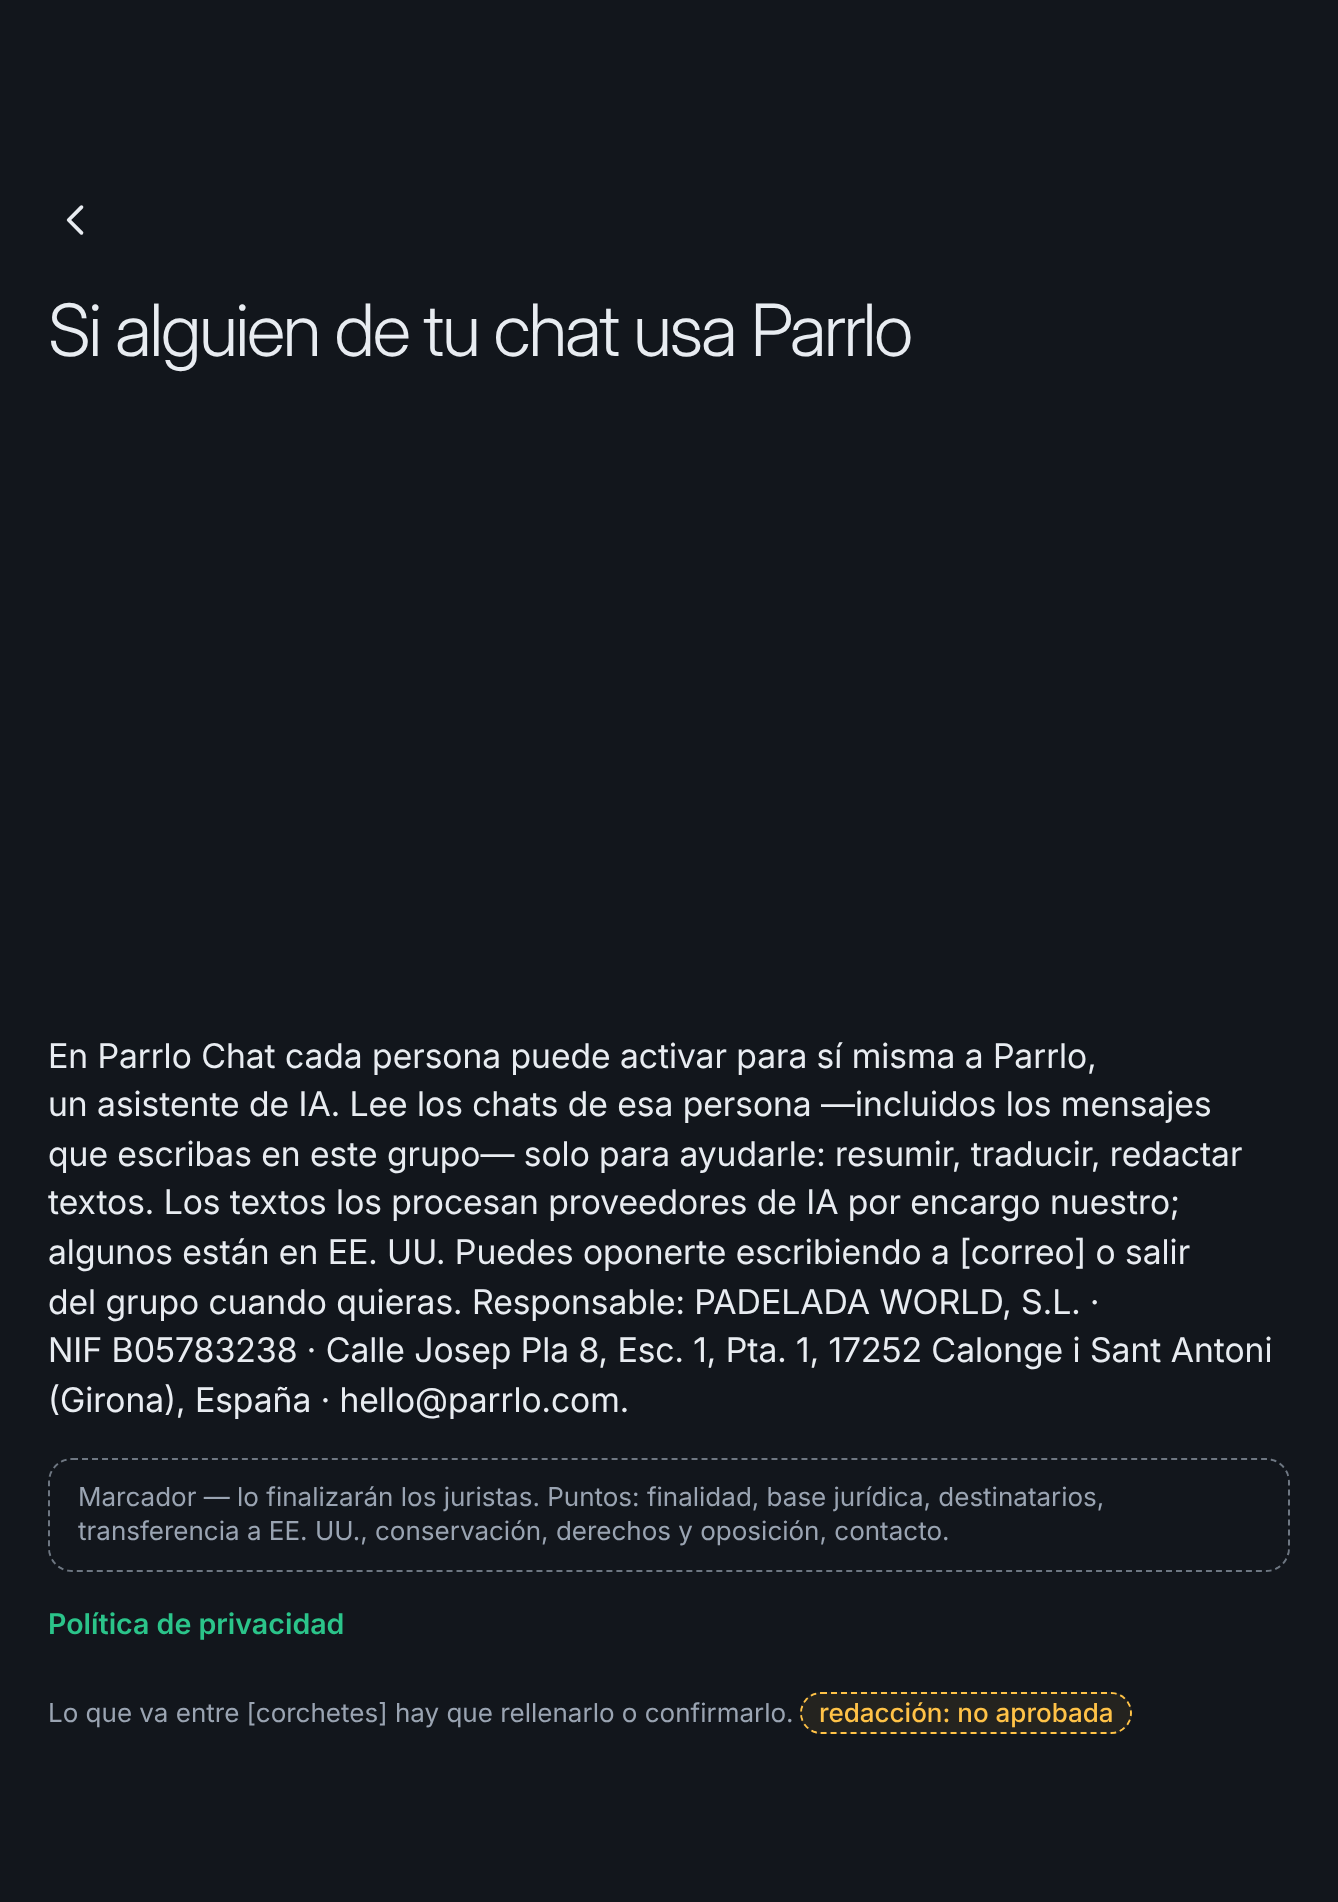 Si alguien de tu chat usa Parrlo
En Parrlo Chat cada persona puede activar para sí misma a Parrlo,
un asistente de IA. Lee los chats de esa persona —incluidos los mensajes
que escribas en este grupo— solo para ayudarle: resumir, traducir, redactar
textos. Los textos los procesan proveedores de IA por encargo nuestro;
algunos están en EE. UU. Puedes oponerte escribiendo a [correo] o salir
del grupo cuando quieras. Responsable: PADELADA WORLD, S.L. ·
NIF B05783238 · Calle Josep Pla 8, Esc. 1, Pta. 1, 17252 Calonge i Sant Antoni
(Girona), España · hello@parrlo.com.
Marcador — lo finalizarán los juristas. Puntos: finalidad, base jurídica, destinatarios,
transferencia a EE. UU., conservación, derechos y oposición, contacto.
Política de privacidad
Lo que va entre [corchetes] hay que rellenarlo o confirmarlo. redacción: no aprobada